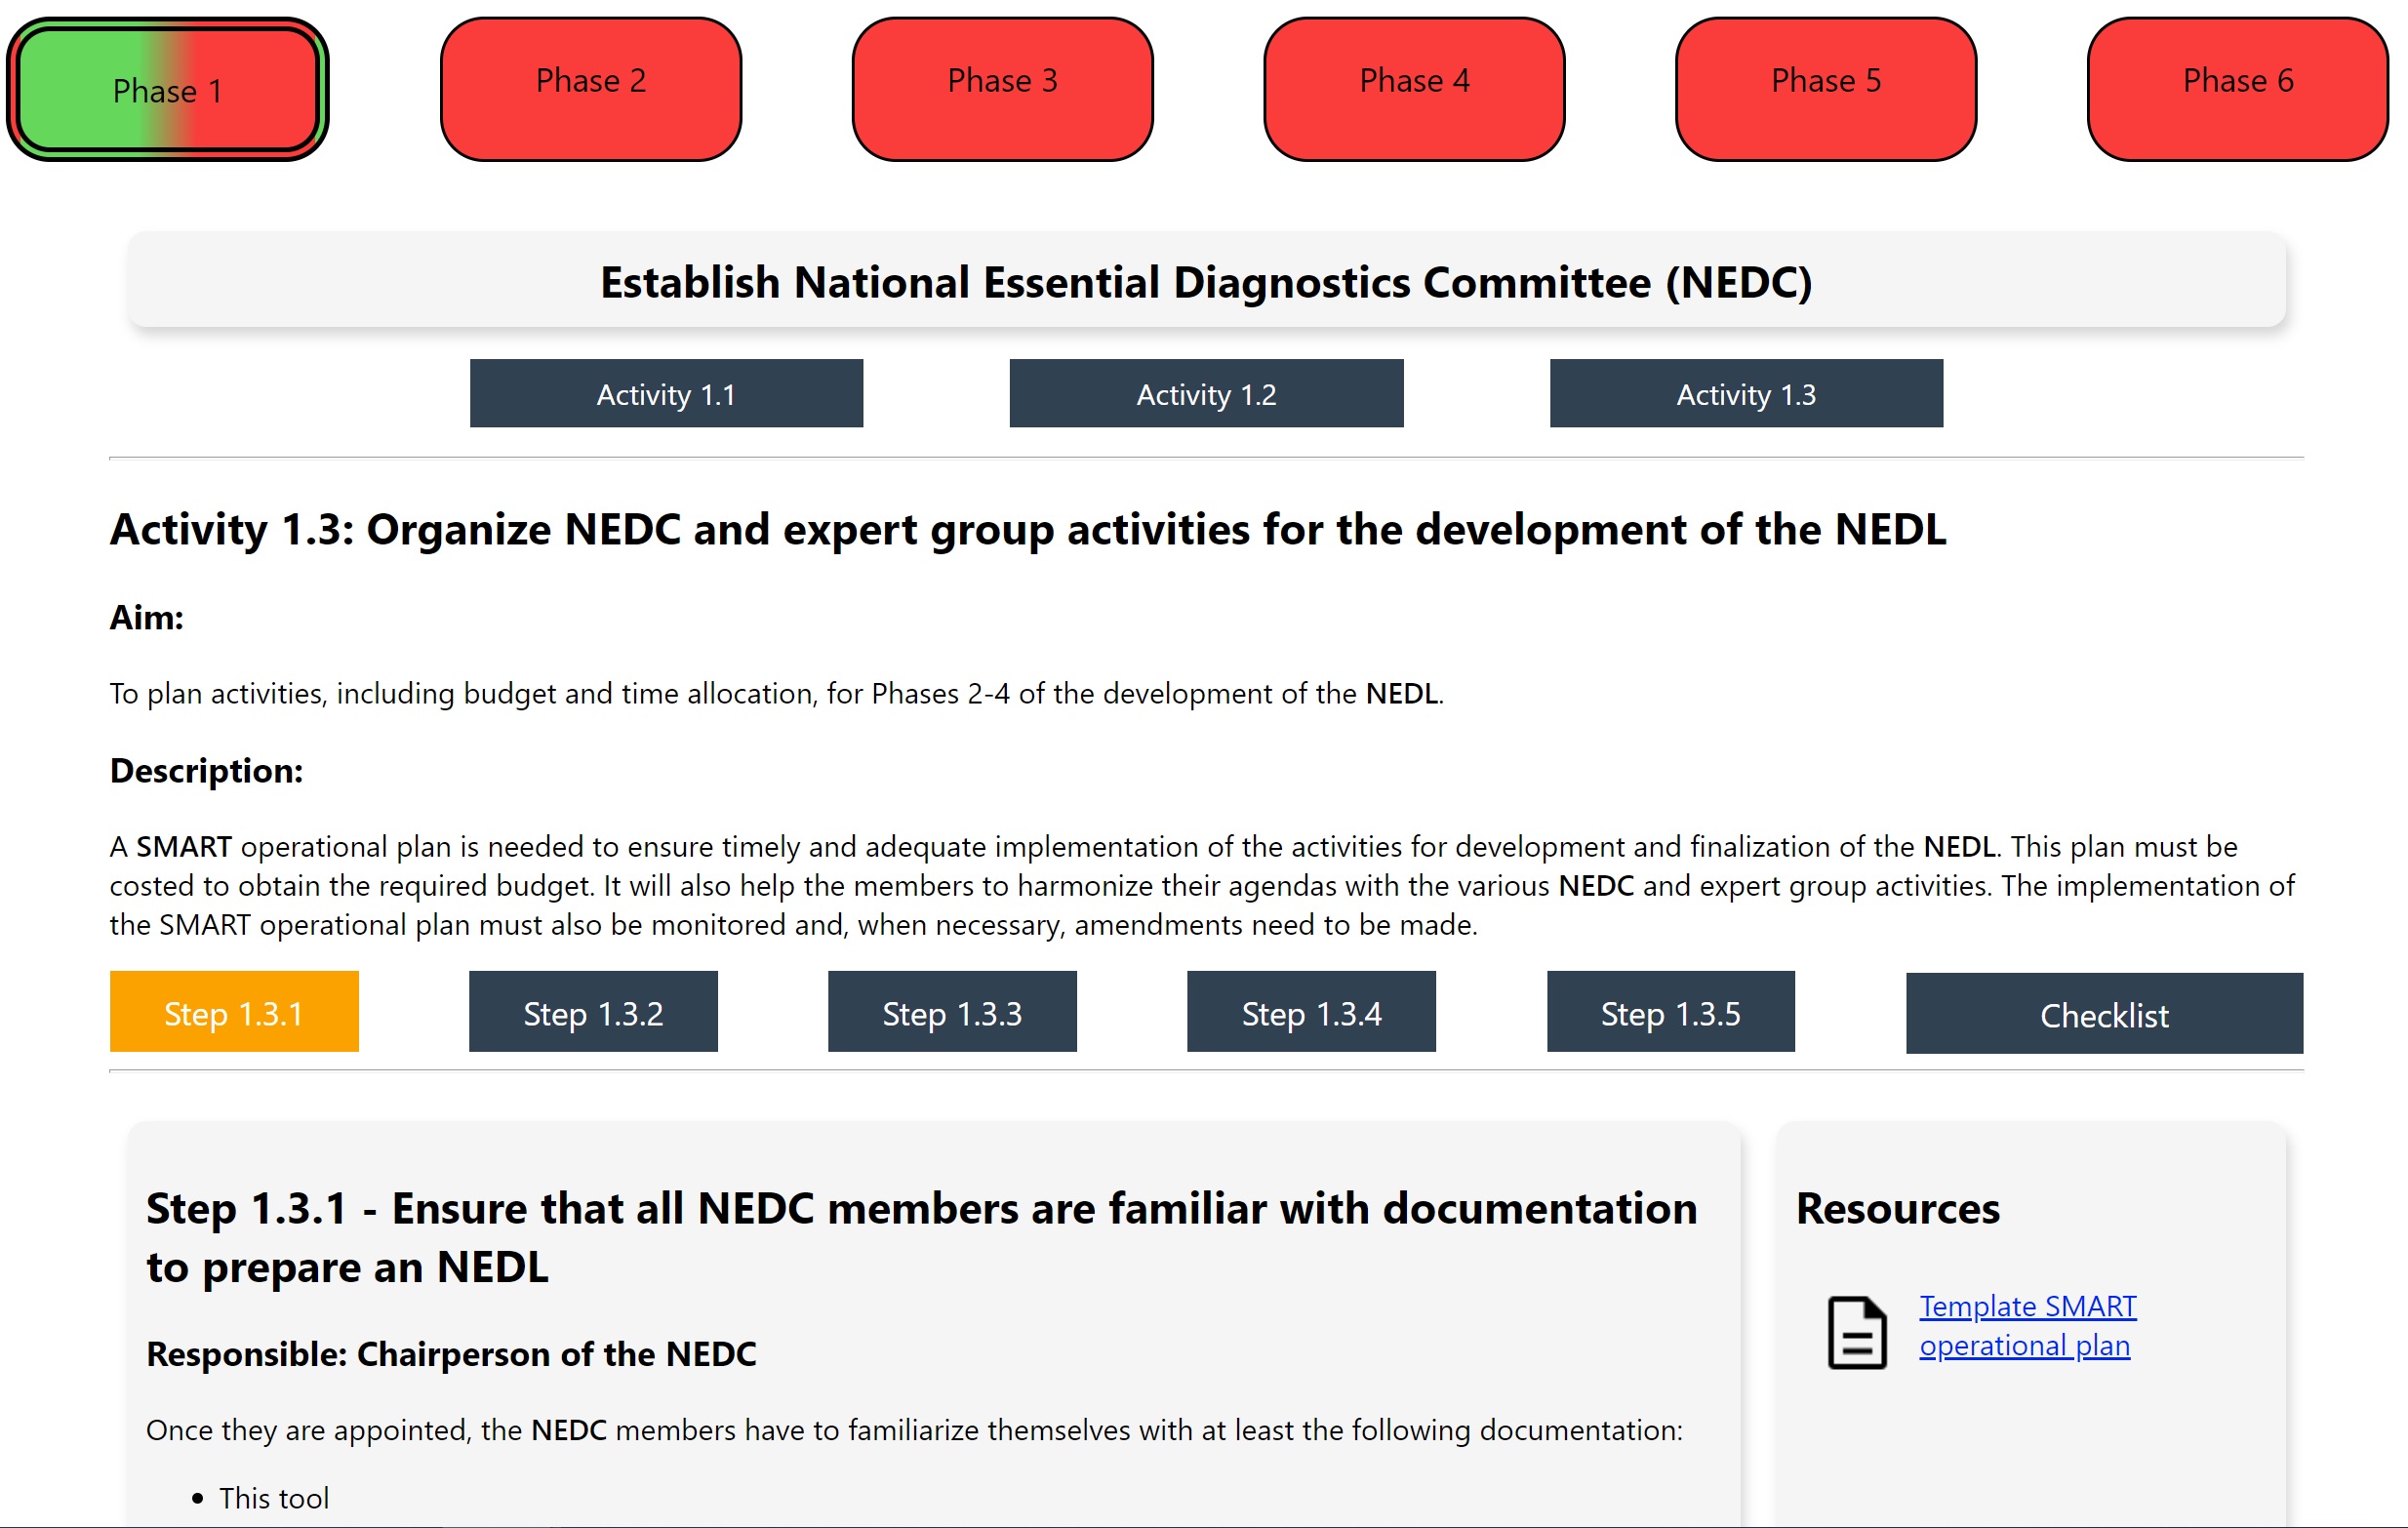 Phase 1
Phase 2
Phase 3
Phase 4
Phase 5
Phase 6
Establish National Essential Diagnostics Committee (NEDC)
Activity 1.1
Activity 1.2
Activity 1.3
Activity 1.3: Organize NEDC and expert group activities for the development of the NEDL
Aim:
To plan activities, including budget and time allocation, for Phases 2-4 of the development of the NEDL.
Description:
A SMART operational plan is needed to ensure timely and adequate implementation of the activities for development and finalization of the NEDL. This plan must be
costed to obtain the required budget. It will also help the members to harmonize their agendas with the various NEDC and expert group activities. The implementation of
the SMART operational plan must also be monitored and, when necessary, amendments need to be made.
Step 1.3.1
Step 1.3.2
Step 1.3.3
Step 1.3.4
Step 1.3.5
Checklist
Step 1.3.1 - Ensure that all NEDC members are familiar with documentation
to prepare an NEDL
Responsible: Chairperson of the NEDC
Once they are appointed, the NEDC members have to familiarize themselves with at least the following documentation:
• This tool
Resources
Template SMART
operational plan